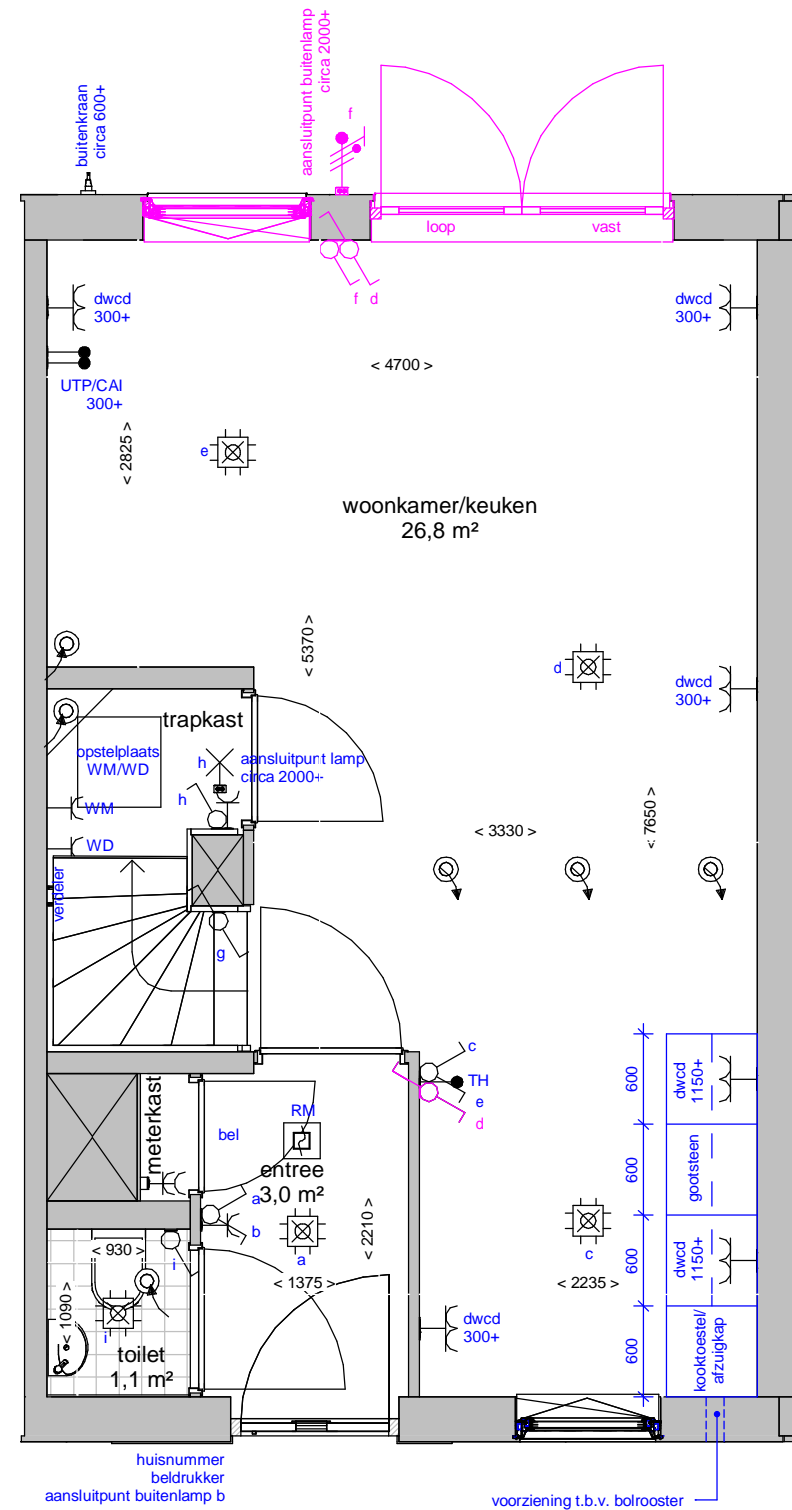 aansluitpunt buitenlamp
circa 2000+
buitenkraan
circa 600+
f
loop
vast
f
d
dwcd
300+
dwcd
300+
< 4700 >
UTP/CAI
300+
< 2825 >
e
woonkamer/keuken
26,8 m²
< 5370 >
d
dwcd
300+
trapkast
opstelplaats
WM/WD
h
aansluitpunt lamp
circa 2000+
h
WM
WD
< 3330 >
< 7650 >
verdeler
g
c
TH
e
d
600
dwcd
1150+
meterkast
bel
RM
entree
3,0 m²
a
b
a
< 2210 >
600
gootsteen
< 930 >
i
< 1375 >
c
< 2235 >
600
dwcd
1150+
< 1090 >
i
toilet
1,1 m²
dwcd
300+
600
kooktoestel/
afzuigkap
huisnummer
beldrukker
aansluitpunt buitenlamp b
voorziening t.b.v. bolrooster